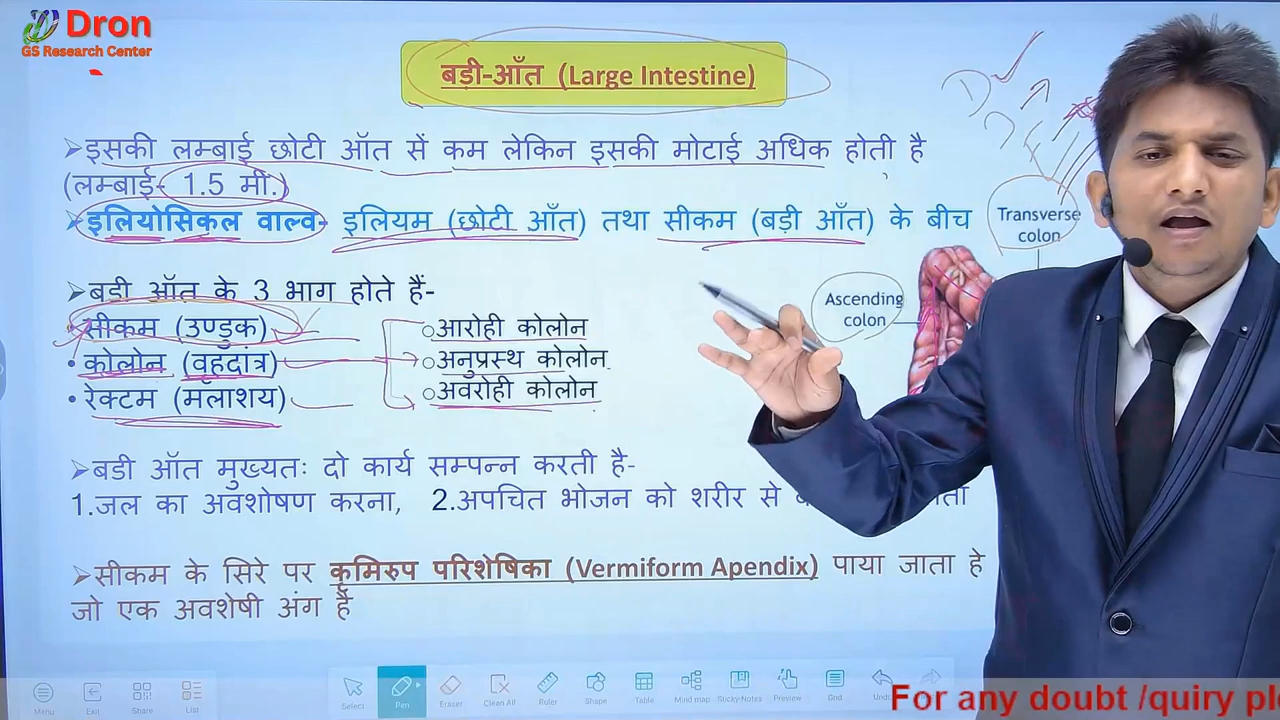 Dron
GS Research Center
बड़ी-आँत (Large Intestine)
➢इसकी लम्बाई छोटी ऑत सें कम लेकिन इसकी मोटाई अधिक होती है
(लम्बाई- 1.5 मी.)
➢इलियोसिकल वाल्व- इलियम (छोटी आँत) तथा सीकम (बड़ी आँत) के बीच
➢बडी ऑत के 3 भाग होते हैं-
• सीकम (उण्डुक)
• कोलोन (वृहदांत्र)
• रेक्टम (मलाशय)
○आरोही कोलोन
○अनुप्रस्थ कोलोन
○अवरोही कोलोन
Transverse
colon
Ascending
colon
➢बडी ऑत मुख्यतः दो कार्य सम्पन्न करती है-
1.जल का अवशोषण करना, 2.अपचित भोजन को शरीर से
➢सीकम के सिरे पर कृमिरुप परिशेषिका (Vermiform Apendix) पाया जाता हे
जो एक अवशेषी अंग हैं
Menu Exit Share List Select Pen Eraser Clean All Ruler Shape Table Mind map Sticky-Notes Preview Grid
For any doubt /quiry pl